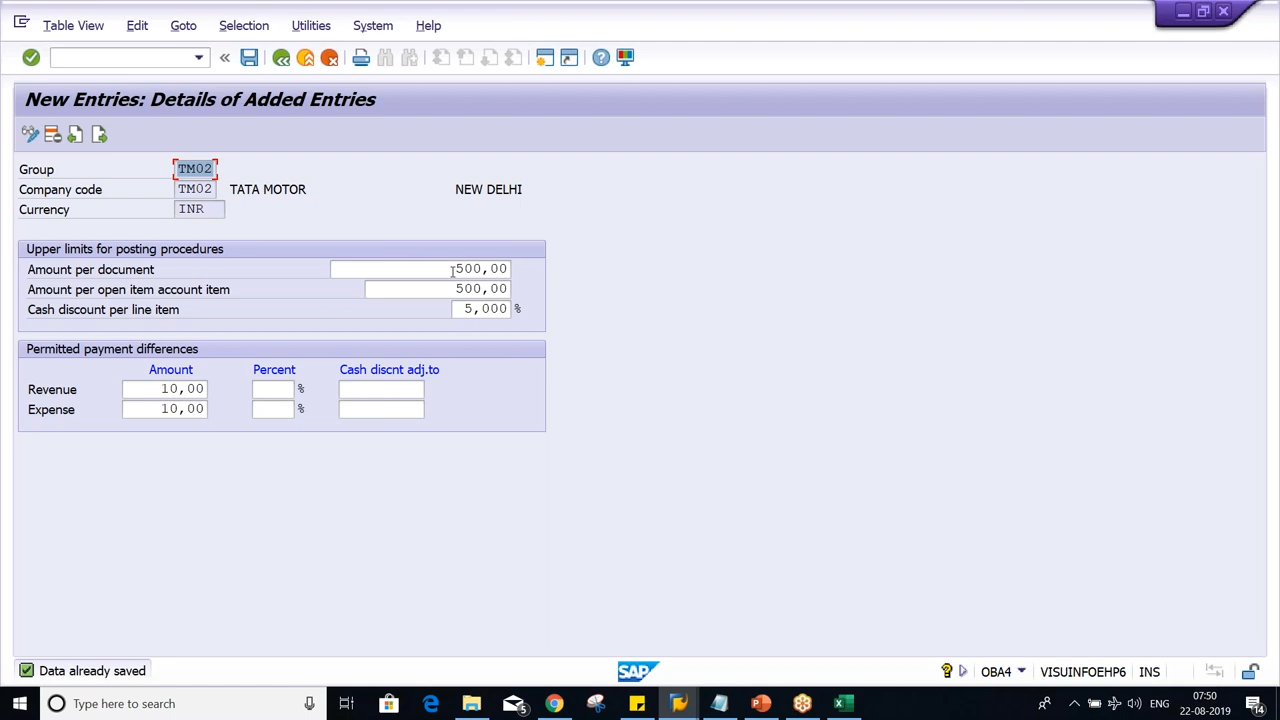 Table View Edit Goto Selection Utilities System Help
New Entries: Details of Added Entries
Group TM02
Company code TM02 TATA MOTOR NEW DELHI
Currency INR
Upper limits for posting procedures
Amount per document 500,00
Amount per open item account item 500,00
Cash discount per line item 5,000 %
Permitted payment differences
Amount Percent Cash discnt adj.to
Revenue 10,00 %
Expense 10,00 %
Data already saved SAP OBA4 VISUINFOEHP6 INS
Type here to search 5 ENG 07:50
22-08-2019 14